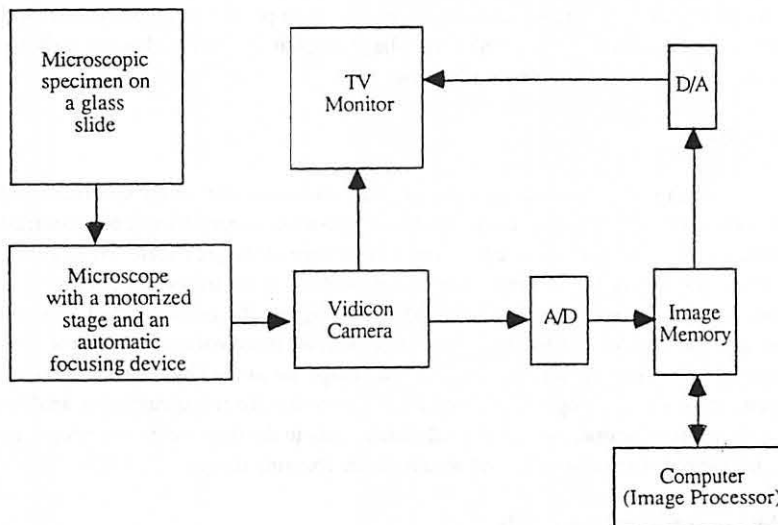 Microscopic
specimen on
a glass
slide
TV
Monitor
D/A
Microscope
with a motorized
stage and an
automatic
focusing device
Vidicon
Camera
A/D
Image
Memory
Computer
(Image Processor)